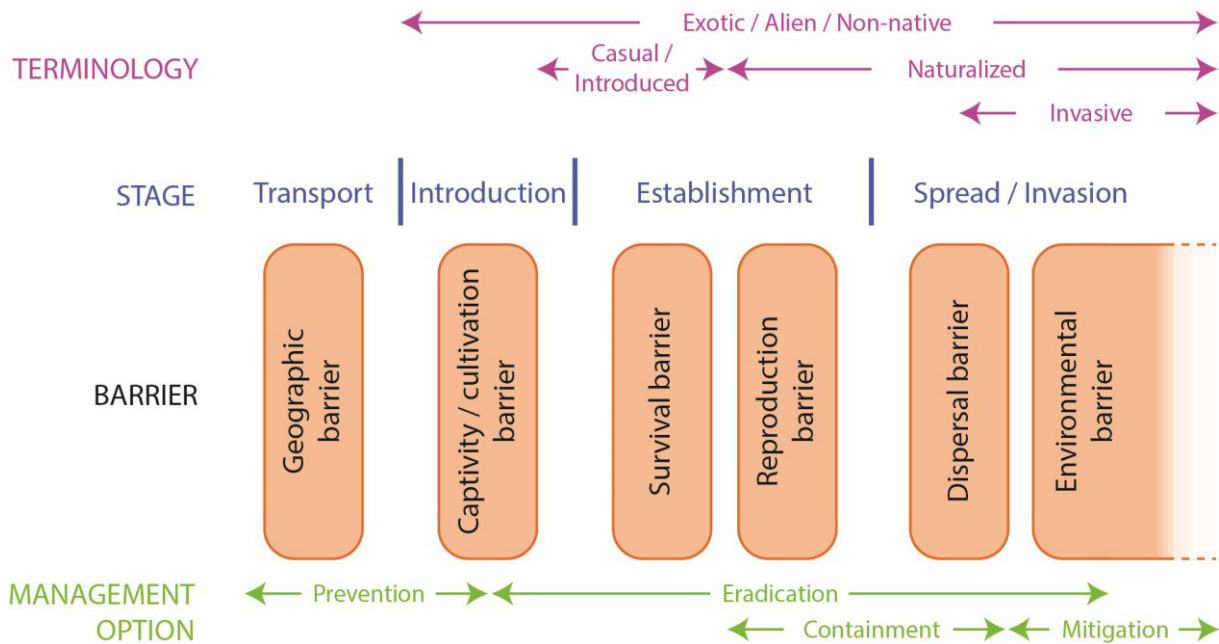 Exotic / Alien / Non-native
TERMINOLOGY
Casual /
Introduced
Naturalized
Invasive
STAGE
Transport
Introduction
Establishment
Spread / Invasion
BARRIER
Geographic
barrier
Captivity / cultivation
barrier
Survival barrier
Reproduction
barrier
Dispersal barrier
Environmental
barrier
MANAGEMENT
OPTION
Prevention
Eradication
Containment
Mitigation